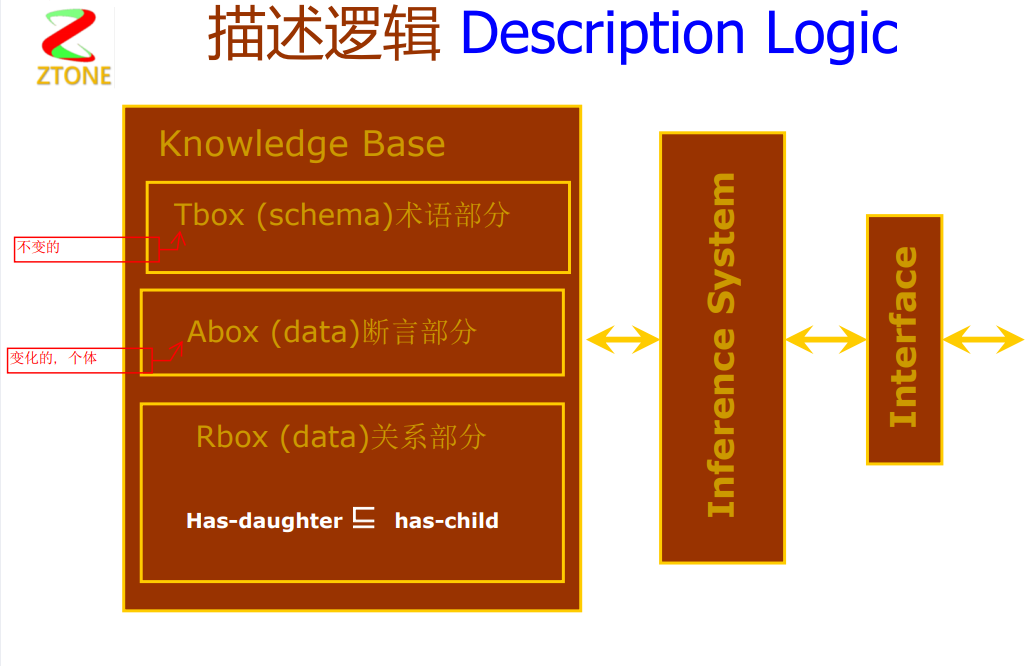 ZTONE
描述逻辑 Description Logic
Knowledge Base
Tbox (schema)术语部分
不变的
Abox (data)断言部分
变化的，个体
Rbox (data)关系部分
Has-daughter ⊑ has-child
Inference System
Interface